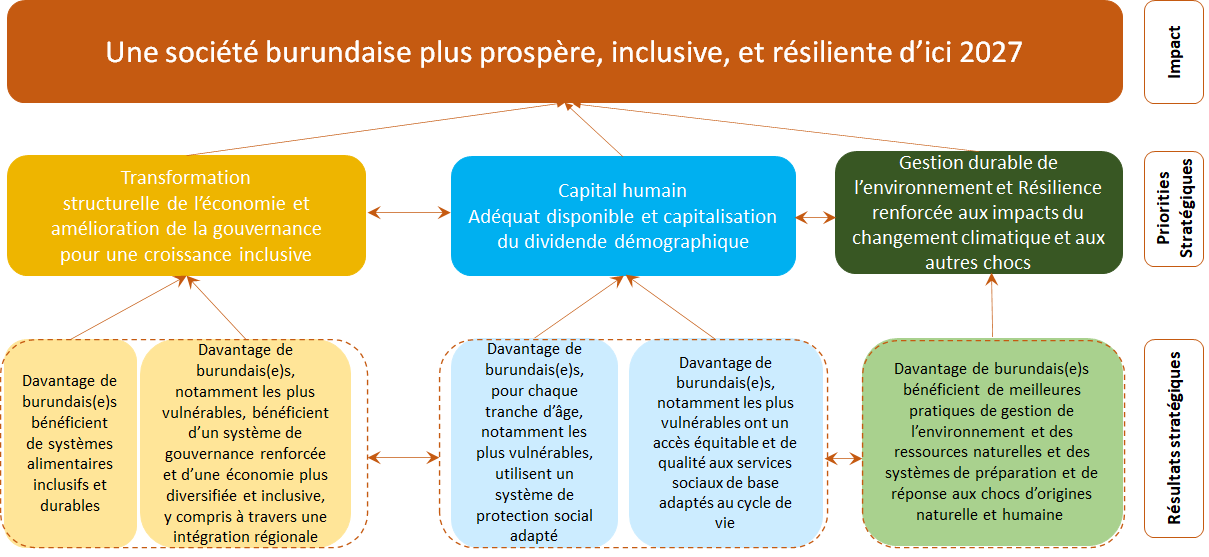 Une société burundaise plus prospère, inclusive, et résiliente d’ici 2027
Impact
Transformation
structurelle de l’économie et
amélioration de la gouvernance
pour une croissance inclusive
Capital humain
Adéquat disponible et capitalisation
du dividende démographique
Gestion durable de
l’environnement et Résilience
renforcée aux impacts du
changement climatique et aux
autres chocs
Priorities
Stratégiques
Davantage de
burundais(e)s
bénéficient
de systèmes
alimentaires
inclusifs et
durables
Davantage de
burundais(e)s,
notamment les plus
vulnérables, bénéficient
d’un système de
gouvernance renforcée
et d’une économie plus
diversifiée et inclusive,
y compris à travers une
intégration régionale
Davantage de
burundais(e)s,
pour chaque
tranche d’âge,
notamment les
plus vulnérables,
utilisent un
système de
protection social
adapté
Davantage de
burundais(e)s,
notamment les plus
vulnérables ont un
accès équitable et de
qualité aux services
sociaux de base
adaptés au cycle de
vie
Davantage de burundais(e)s
bénéficient de meilleures
pratiques de gestion de
l’environnement et des
ressources naturelles et des
systèmes de préparation et de
réponse aux chocs d’origines
naturelle et humaine
Résultats stratégiques